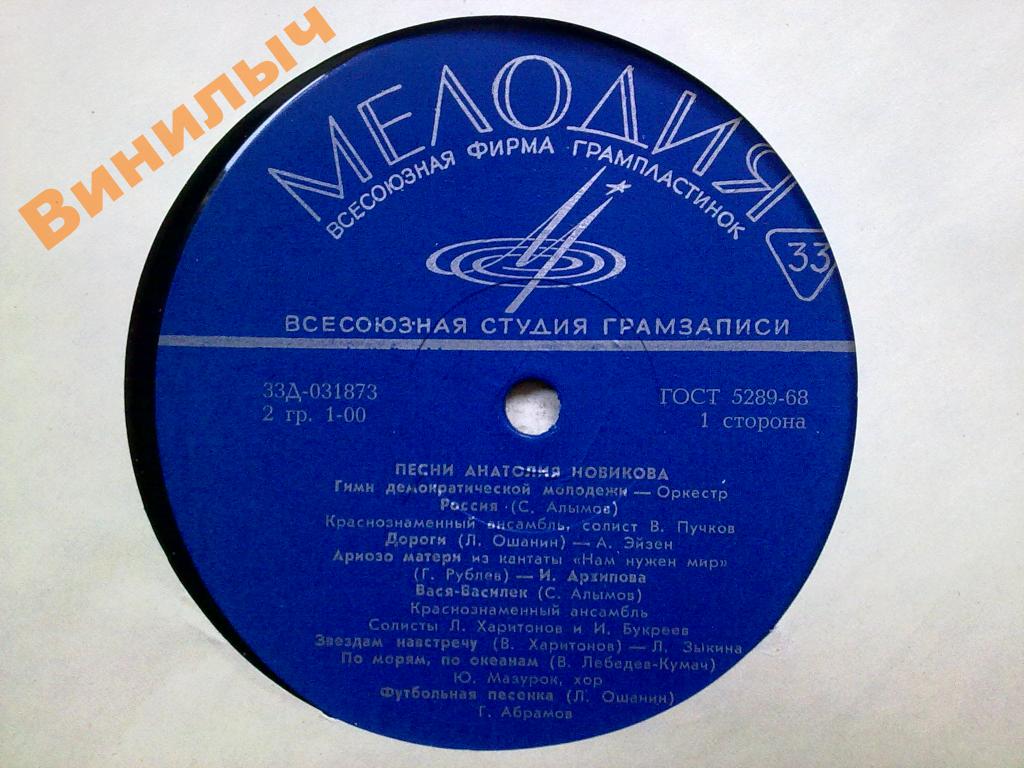 Винилыч
МЕЛОДИЯ
ВСЕСОЮЗНАЯ ФИРМА ГРАМПЛАСТИНОК
33
ВСЕСОЮЗНАЯ СТУДИЯ ГРАМЗАПИСИ
33Д-031873 ГОСТ 5289-68
2 гр. 1-00 1 сторона
ПЕСНИ АНАТОЛИЯ НОВИКОВА
Гимн демократической молодежи — Оркестр
Россия (С. Алымов)
Краснознаменный ансамбль, солист В. Пучков
Дороги (Л. Ошанин) — А. Эйзен
Ариозо матери из кантаты «Нам нужен мир»
(Г. Рублев) — И. Архипова
Вася-Василек (С. Алымов)
Краснознаменный ансамбль
Солисты Л. Харитонов и И. Букреев
Звездам навстречу (В. Харитонов) — Л. Зыкина
По морям, по океанам (В. Лебедев-Кумач)
Ю. Мазурок, хор
Футбольная песенка (Л. Ошанин)
Г. Абрамов